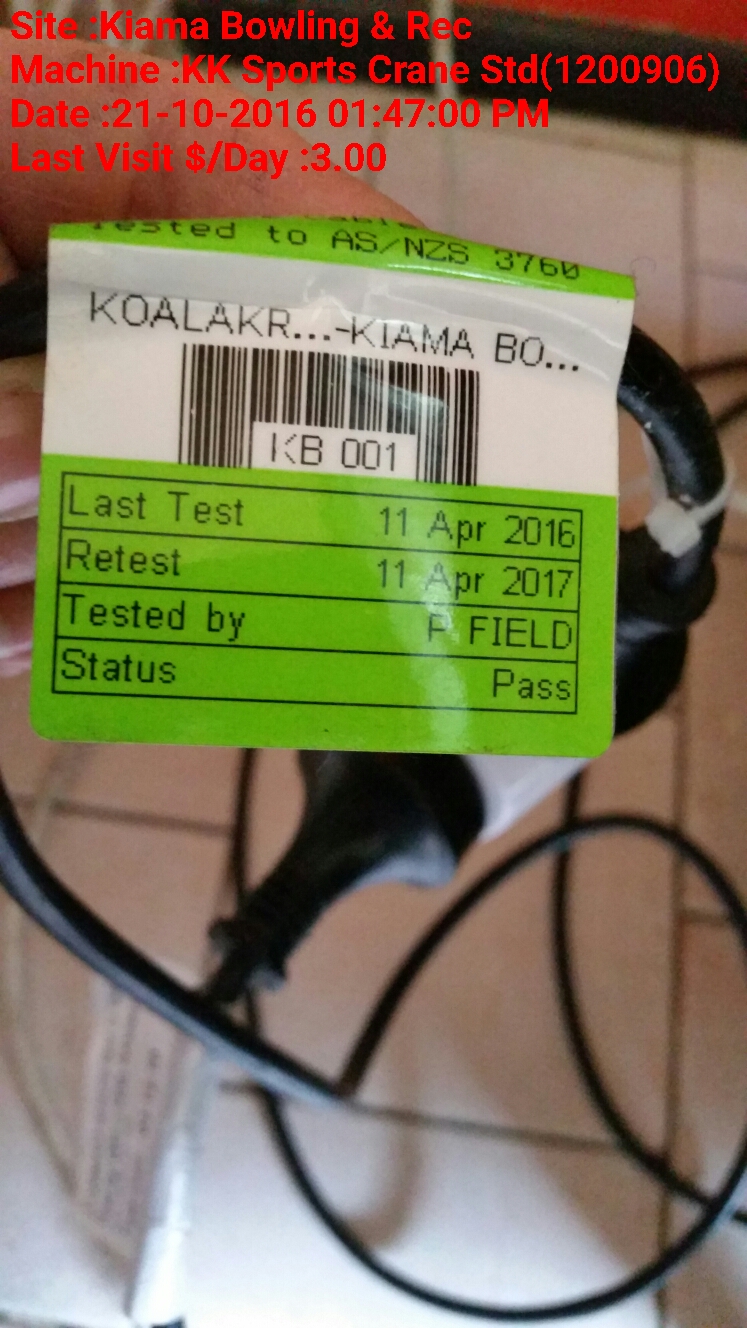 Site :Kiama Bowling & Rec
Machine :KK Sports Crane Std(1200906)
Date :21-10-2016 01:47:00 PM
Last Visit $/Day :3.00
Tested to AS/NZS 3760
KOALAKR...-KIAMA BO...
KB 001
Last Test 11 Apr 2016
Retest 11 Apr 2017
Tested by P FIELD
Status Pass